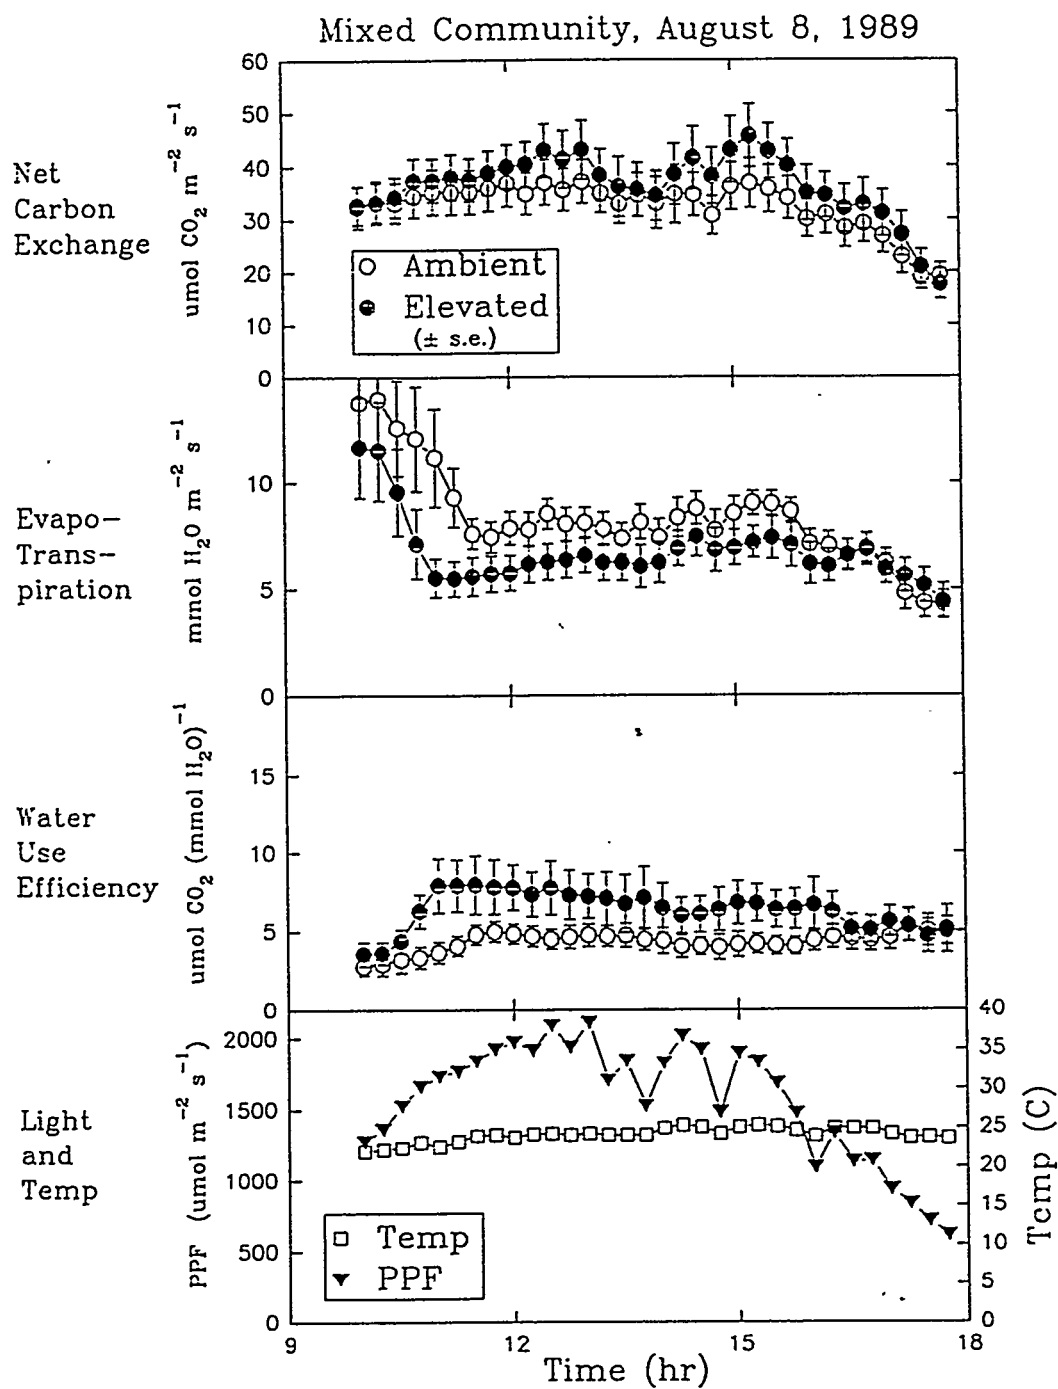 Mixed Community, August 8, 1989
Net
Carbon
Exchange
umol CO2 m−2 s−1
60
50
40
30
20
10
0
Ambient
Elevated
(± s.e.)
Evapo−
Trans−
piration
mmol H2O m−2 s−1
10
5
0
Water
Use
Efficiency
umol CO2 (mmol H2O)−1
15
10
5
0
Light
and
Temp
PPF (umol m−2 s−1)
2000
1500
1000
500
0
Temp
PPF
40
35
30
25
20
15
10
5
0
Temp (C)
9
12
15
18
Time (hr)